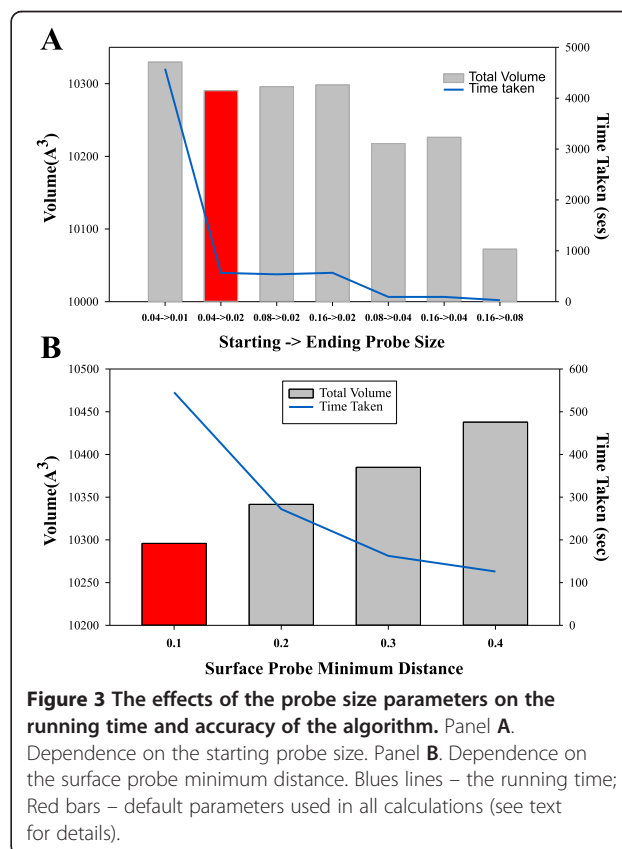 A
Volume(A3)
10300
10200
10100
10000
Total Volume
Time taken
5000
4000
3000
2000
1000
0
Time Taken (ses)
0.04->0.01 0.04->0.02 0.08->0.02 0.16->0.02 0.08->0.04 0.16->0.04 0.16->0.08
Starting -> Ending Probe Size
B
Volume(A3)
10500
10450
10400
10350
10300
10250
10200
Total Volume
Time Taken
600
500
400
300
200
100
0
Time Taken (sec)
0.1 0.2 0.3 0.4
Surface Probe Minimum Distance
Figure 3 The effects of the probe size parameters on the
running time and accuracy of the algorithm. Panel A.
Dependence on the starting probe size. Panel B. Dependence on
the surface probe minimum distance. Blues lines – the running time;
Red bars – default parameters used in all calculations (see text
for details).